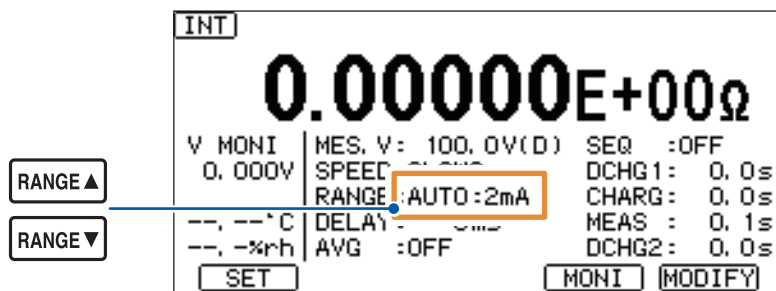 INT
0.00000E+00Ω
V MONI
0.000V
--.--°C
--.-%rh
MES.V: 100.0V(D)
SPEED
RANGE :AUTO:2mA
DELAY:
AVG :OFF
SEQ :OFF
DCHG1: 0.0s
CHARG: 0.0s
MEAS : 0.1s
DCHG2: 0.0s
RANGE▲
RANGE▼
SET
MONI
MODIFY